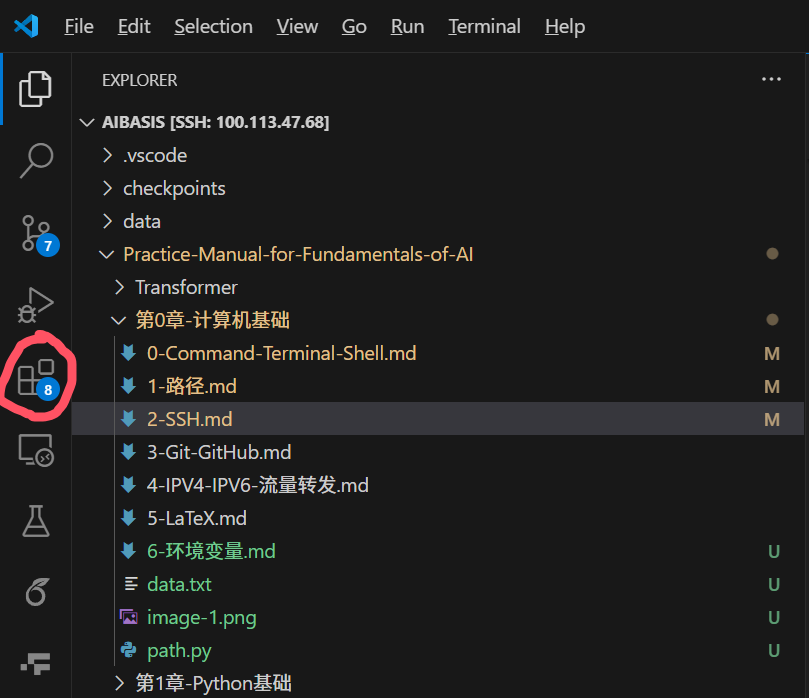 File Edit Selection View Go Run Terminal Help
EXPLORER
AIBASIS [SSH: 100.113.47.68]
.vscode
checkpoints
data
7
Practice-Manual-for-Fundamentals-of-AI
Transformer
第0章-计算机基础
0-Command-Terminal-Shell.md M
8
1-路径.md M
2-SSH.md M
3-Git-GitHub.md
4-IPV4-IPV6-流量转发.md
5-LaTeX.md
6-环境变量.md U
data.txt U
image-1.png U
path.py U
第1章-Python基础